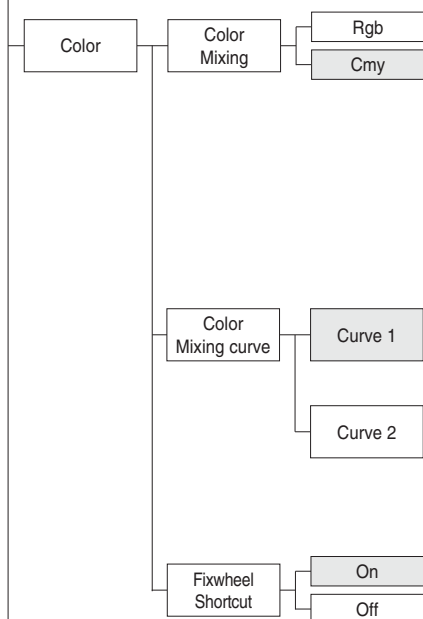 Color
Color
Mixing
Rgb
Cmy
Color
Mixing curve
Curve 1
Curve 2
Fixwheel
Shortcut
On
Off